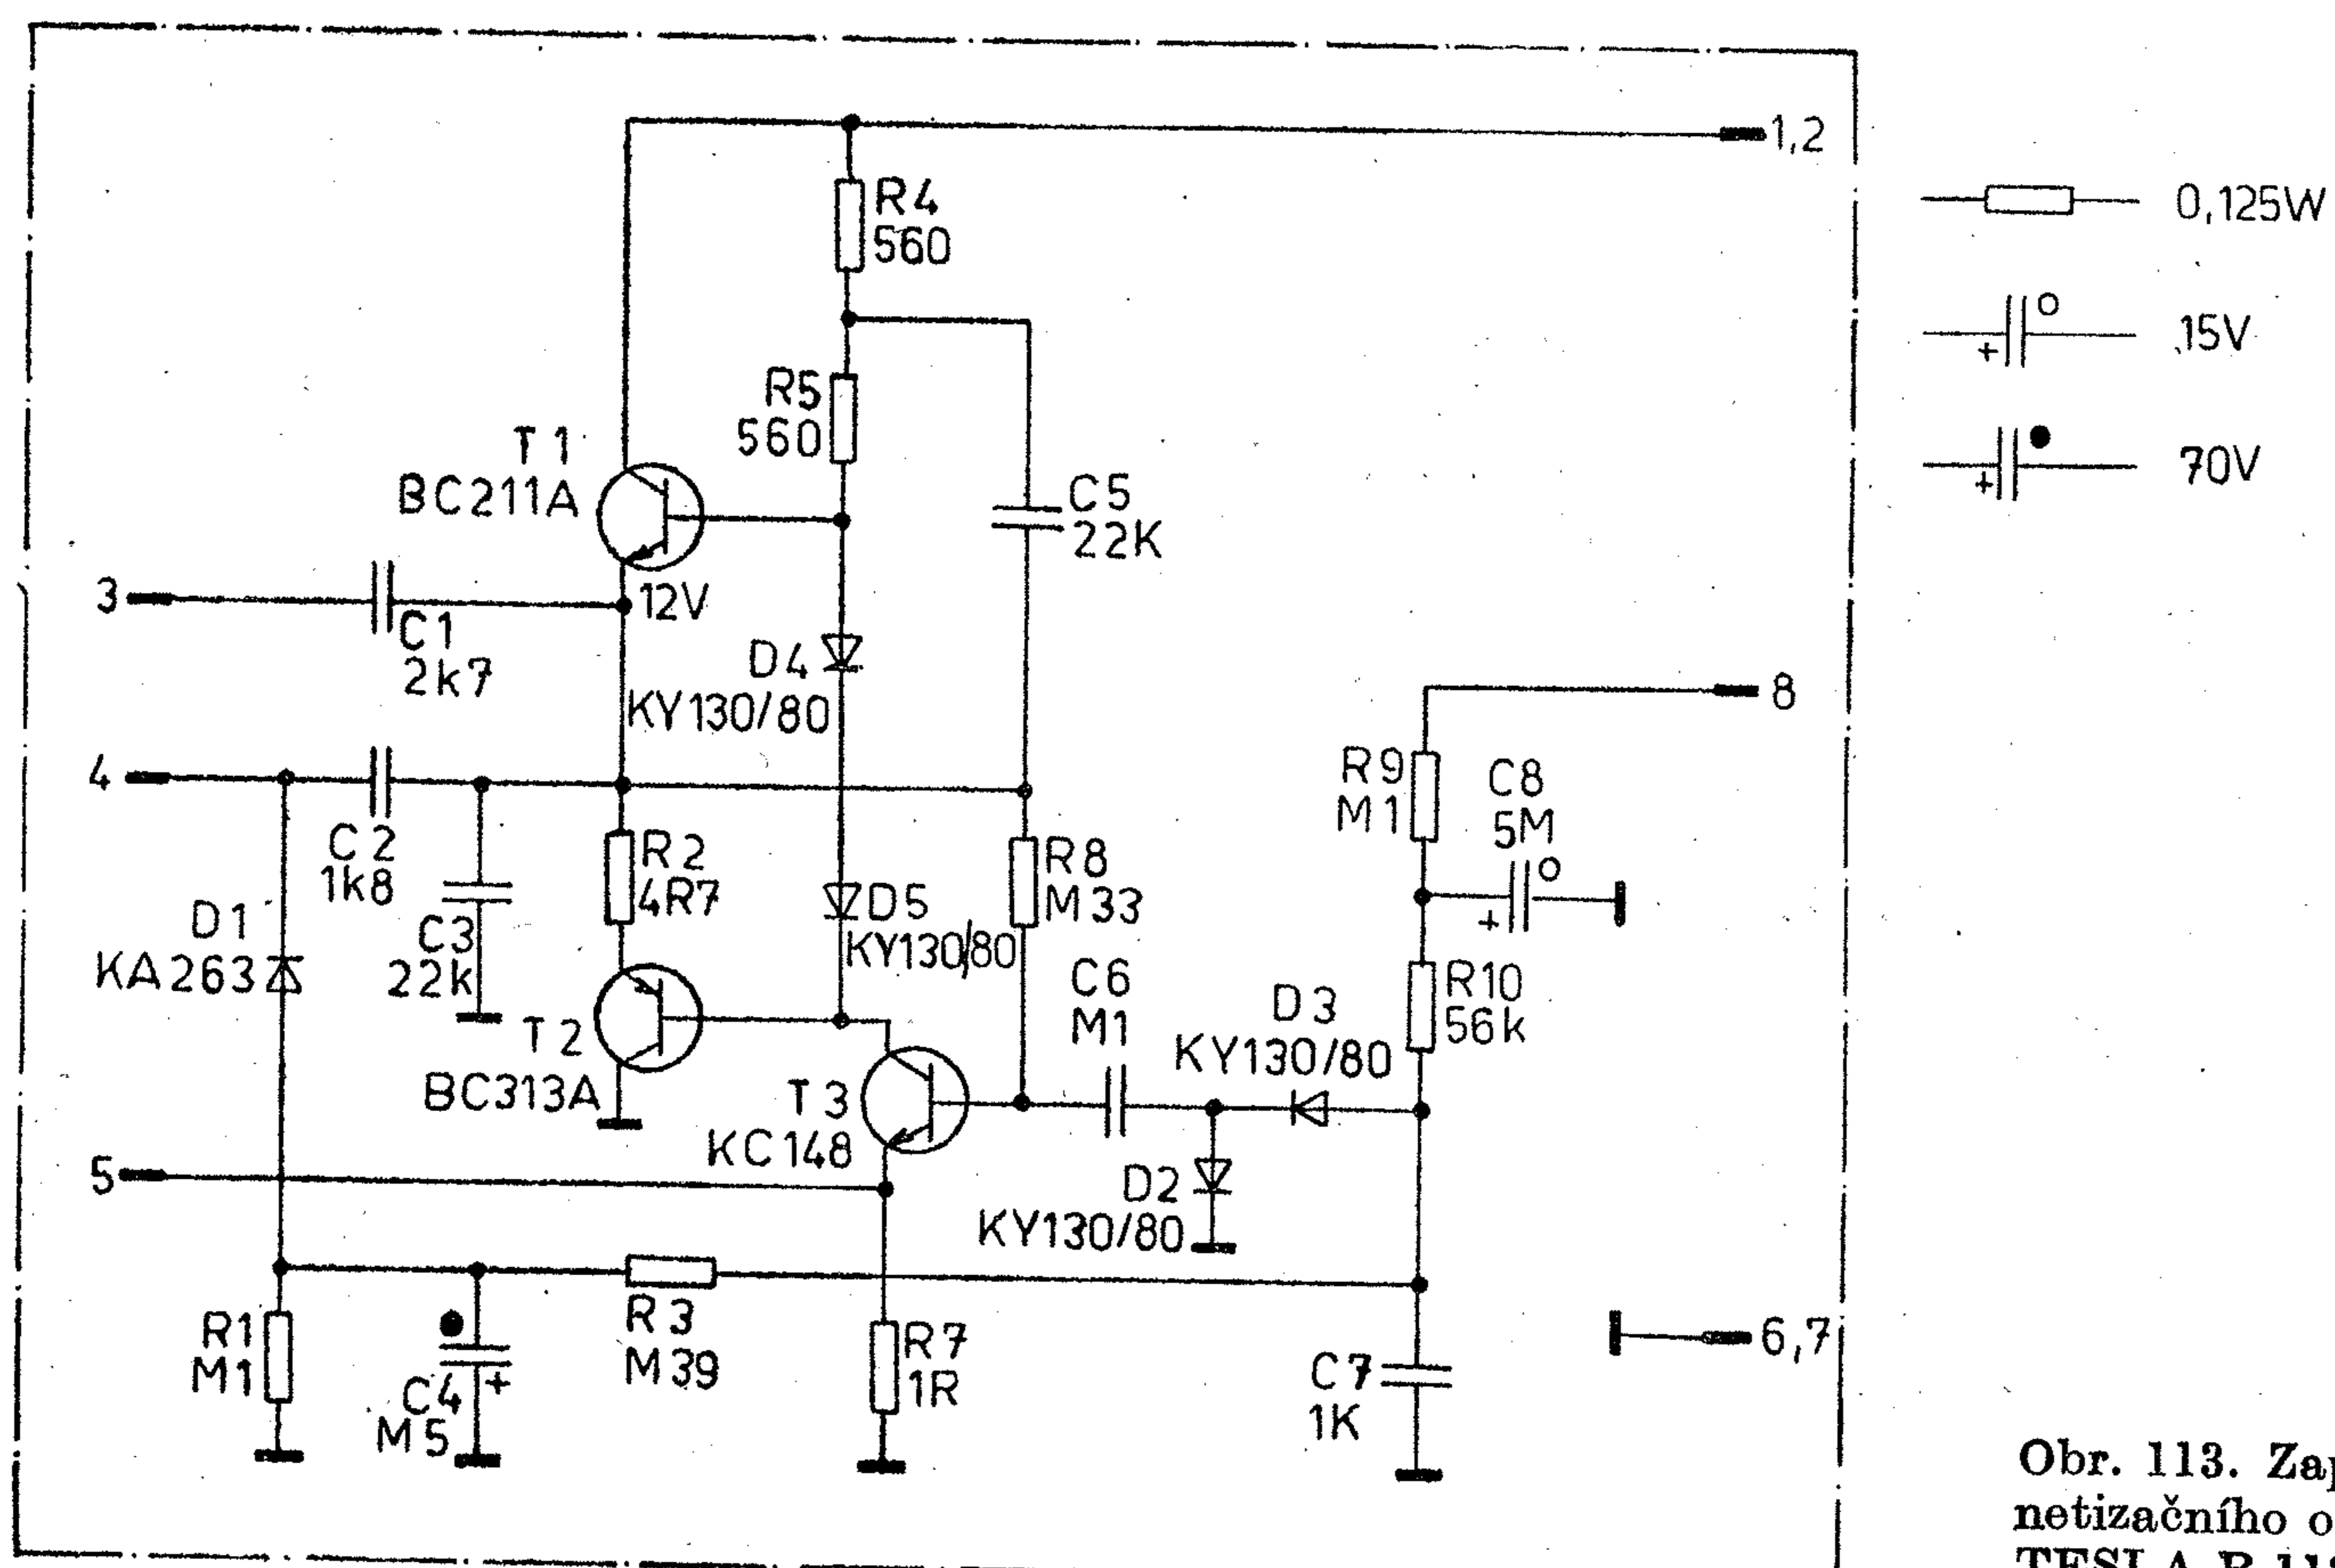 1,2
R4
560
0,125W
15V
R5
560
70V
T1
BC211A
C5
22K
3
12V
C1
2k7
D4
KY130/80
8
4
R9
M1
C8
5M
C2
1k8
R2
4R7
R8
M33
D1
KA263
C3
22k
D5
KY130/80
C6
M1
D3
KY130/80
R10
56k
T2
BC313A
T3
KC148
5
D2
KY130/80
R1
M1
C4
M5
R3
M39
R7
1R
C7
1K
6,7
Obr. 113. Zap
netizačního o